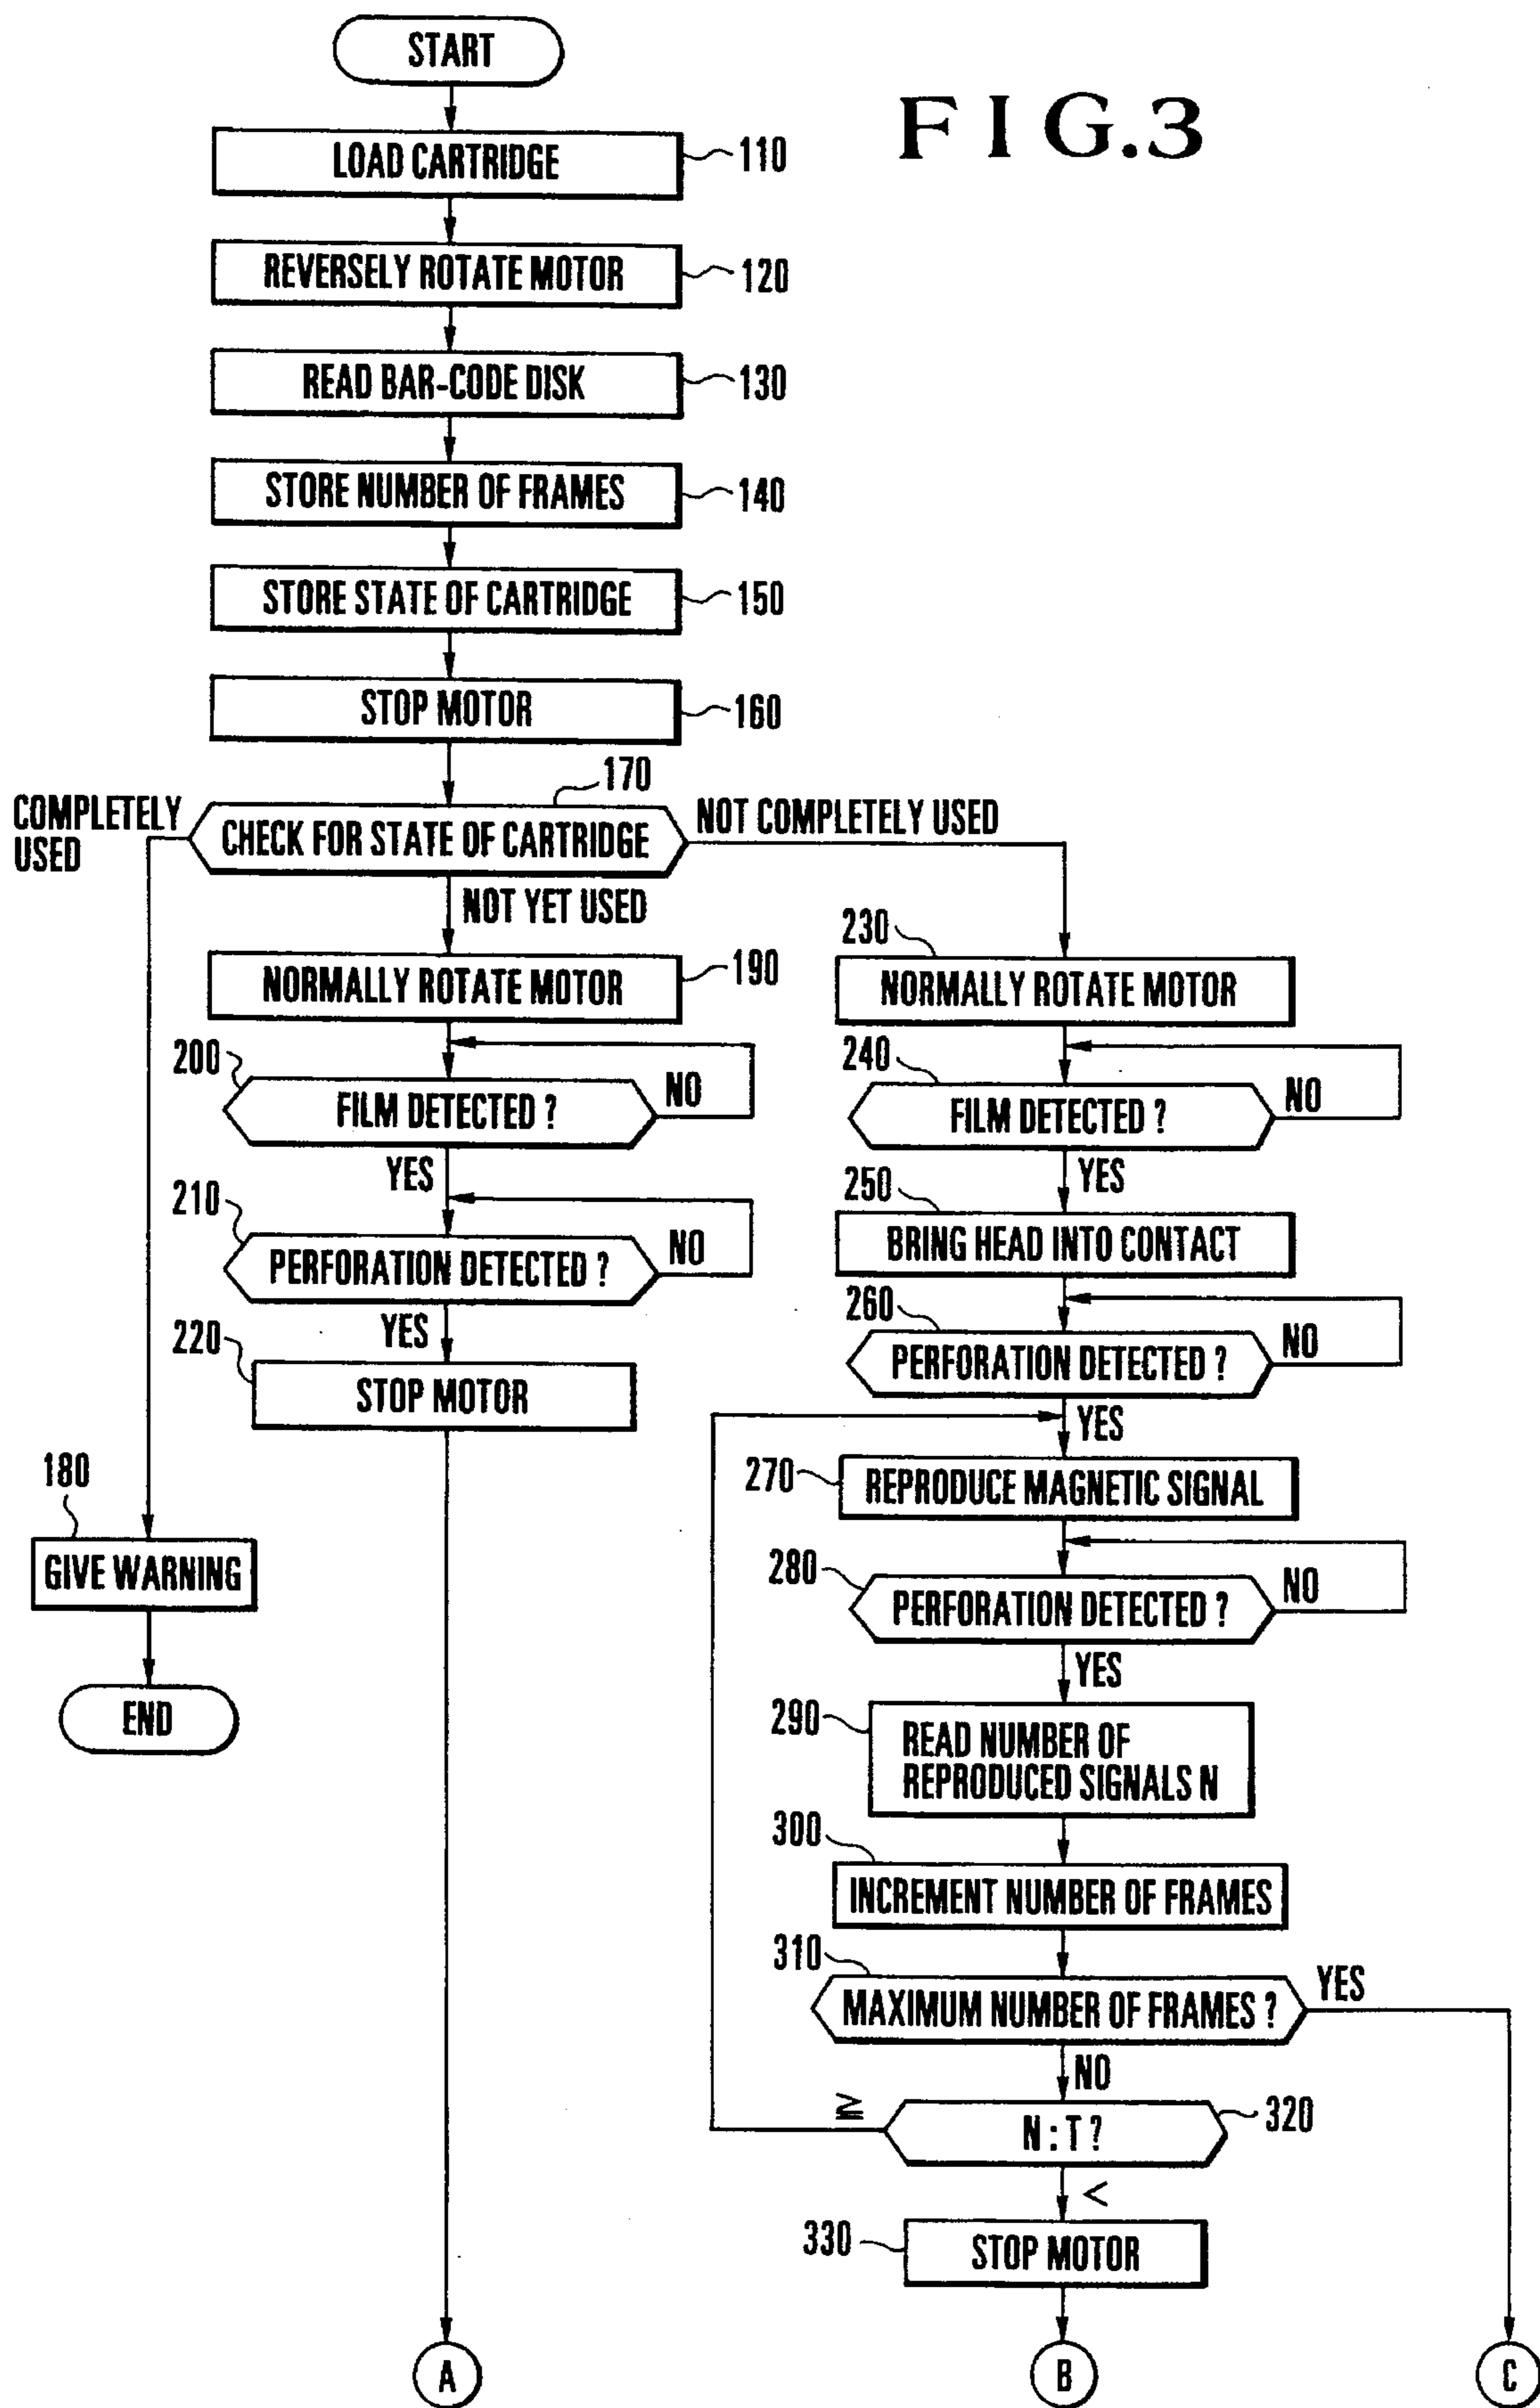 START
FIG.3
LOAD CARTRIDGE
110
REVERSELY ROTATE MOTOR
120
READ BAR-CODE DISK
130
STORE NUMBER OF FRAMES
140
STORE STATE OF CARTRIDGE
150
STOP MOTOR
160
170
COMPLETELY
USED
CHECK FOR STATE OF CARTRIDGE
NOT COMPLETELY USED
NOT YET USED
NORMALLY ROTATE MOTOR
190
200
FILM DETECTED ?
NO
YES
210
PERFORATION DETECTED ?
NO
YES
220
STOP MOTOR
180
GIVE WARNING
END
230
NORMALLY ROTATE MOTOR
240
FILM DETECTED ?
NO
YES
250
BRING HEAD INTO CONTACT
260
PERFORATION DETECTED ?
NO
YES
270
REPRODUCE MAGNETIC SIGNAL
280
PERFORATION DETECTED ?
NO
YES
290
READ NUMBER OF
REPRODUCED SIGNALS N
300
INCREMENT NUMBER OF FRAMES
310
MAXIMUM NUMBER OF FRAMES ?
YES
NO
≧
N : T ?
320
<
330
STOP MOTOR
A
B
C